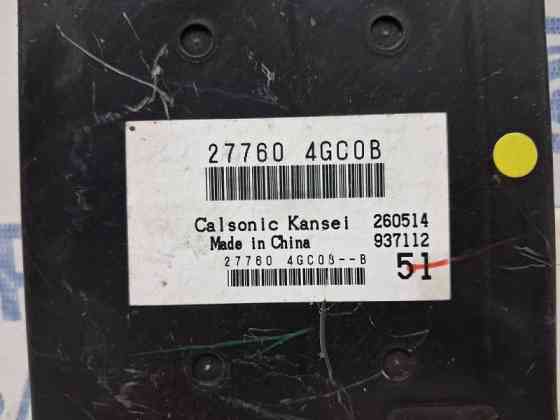 27760 4GC0B
Calsonic Kansei 260514
Made in China 937112
27760 4GC0B--B
51